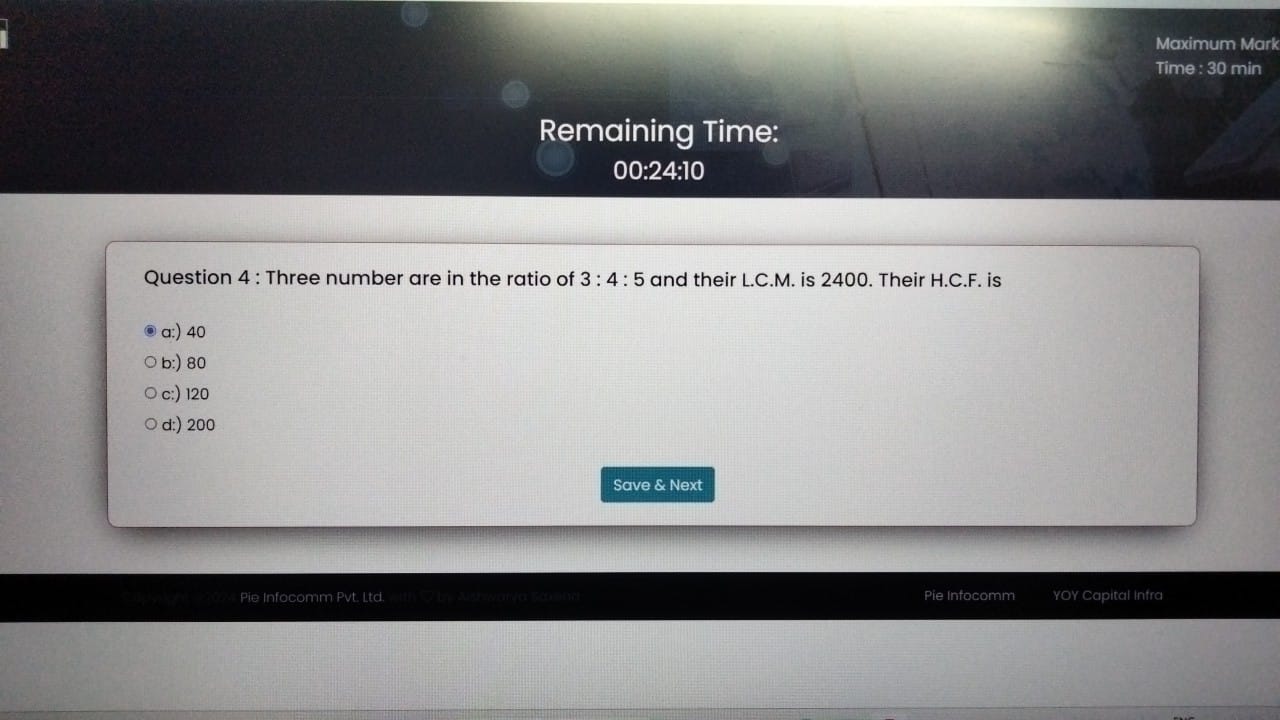 Maximum Mark
Time : 30 min
Remaining Time:
00:24:10
Question 4 : Three number are in the ratio of 3 : 4 : 5 and their L.C.M. is 2400. Their H.C.F. is
a:) 40
b:) 80
c:) 120
d:) 200
Save & Next
Copyright @2024 Pie Infocomm Pvt. Ltd. with ♡ by Aishwarya Saxena
Pie Infocomm YOY Capital Infra